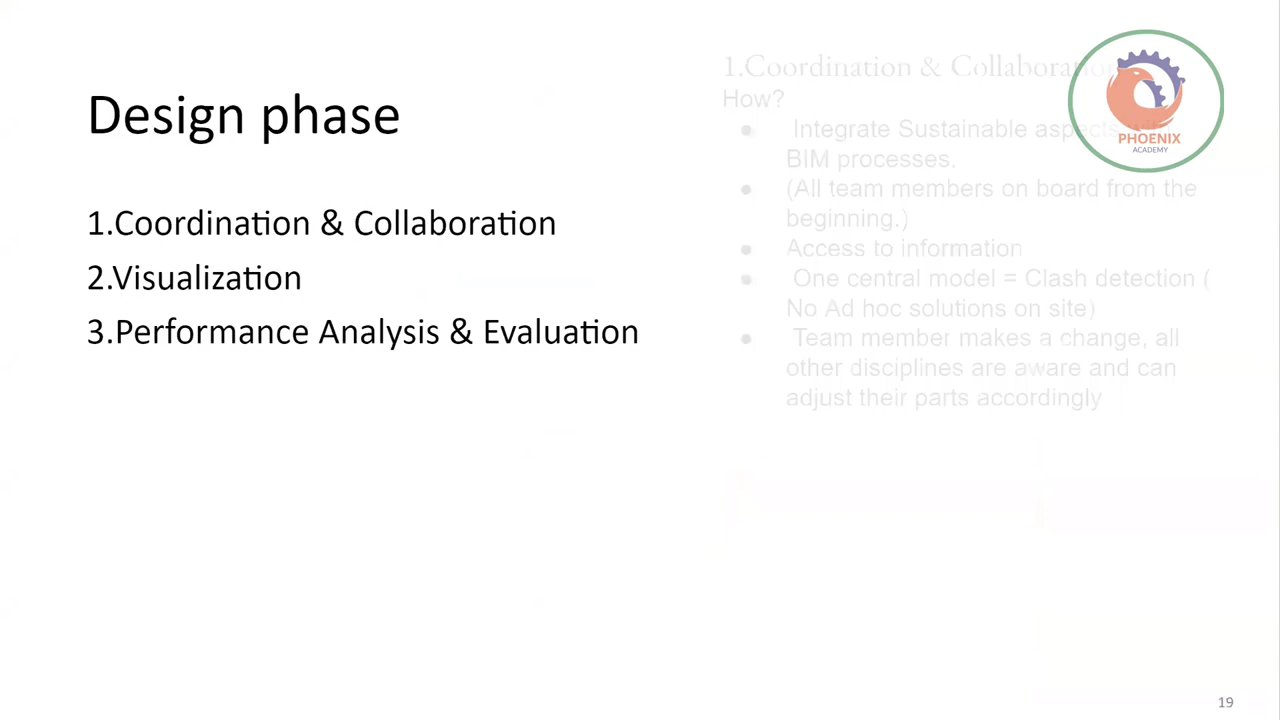 Design phase
1.Coordination & Collaboration
2.Visualization
3.Performance Analysis & Evaluation
1.Coordination & Collaboration
How?
● Integrate Sustainable aspects with
BIM processes.
● (All team members on board from the
beginning.)
● Access to information
● One central model = Clash detection (
No Ad hoc solutions on site)
● Team member makes a change, all
other disciplines are aware and can
adjust their parts accordingly
PHOENIX
ACADEMY
19